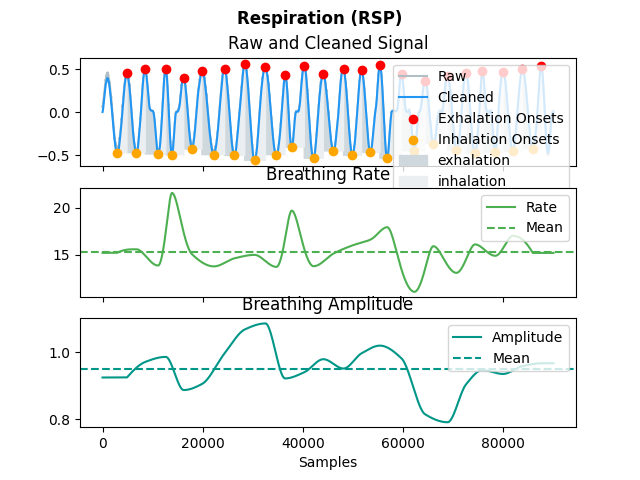 Respiration (RSP)
Raw and Cleaned Signal
0.5
0.0
−0.5
Raw
Cleaned
Exhalation Onsets
Inhalation Onsets
exhalation
inhalation
Breathing Rate
20
15
Rate
Mean
Breathing Amplitude
1.0
0.8
Amplitude
Mean
0 20000 40000 60000 80000
Samples